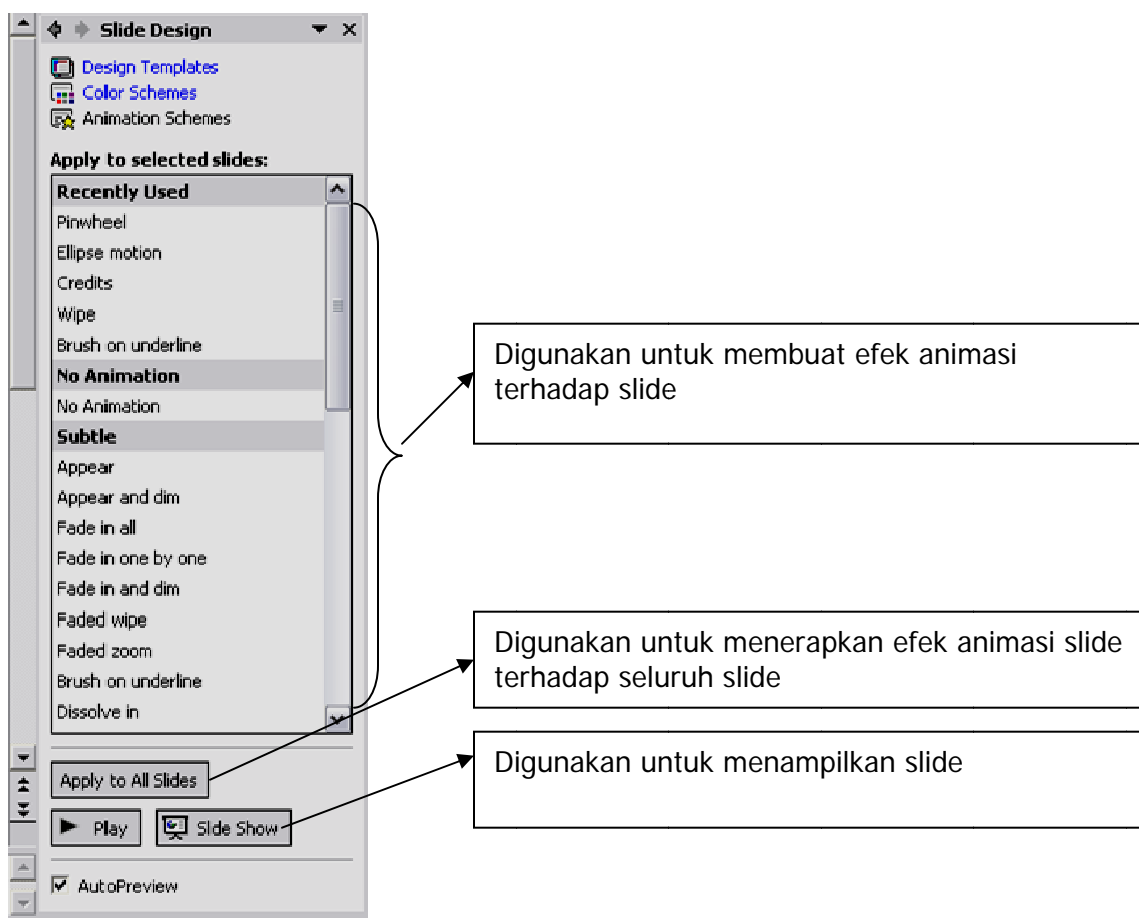 Slide Design
Design Templates
Color Schemes
Animation Schemes
Apply to selected slides:
Recently Used
Pinwheel
Ellipse motion
Credits
Wipe
Brush on underline
No Animation
No Animation
Subtle
Appear
Appear and dim
Fade in all
Fade in one by one
Fade in and dim
Faded wipe
Faded zoom
Brush on underline
Dissolve in
Apply to All Slides
Play
Slide Show
AutoPreview
Digunakan untuk membuat efek animasi
terhadap slide
Digunakan untuk menerapkan efek animasi slide
terhadap seluruh slide
Digunakan untuk menampilkan slide